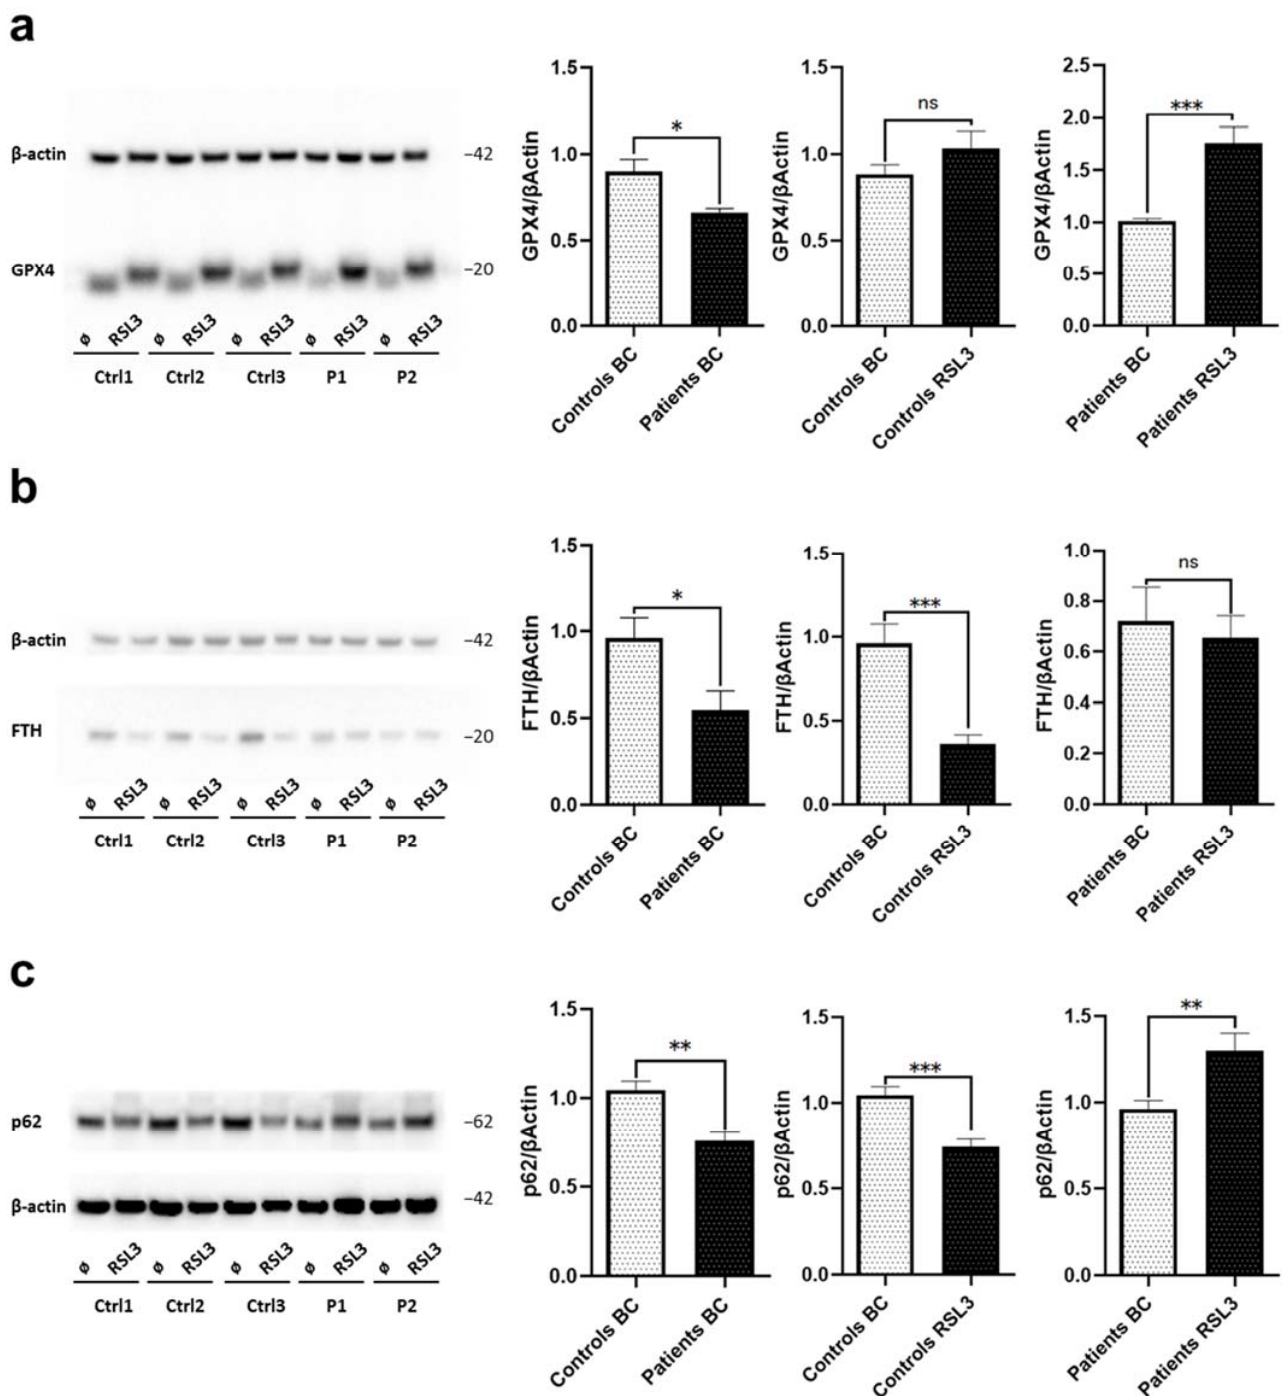 a
β-actin
–42
GPX4
–20
ø RSL3 ø RSL3 ø RSL3 ø RSL3 ø RSL3
Ctrl1 Ctrl2 Ctrl3 P1 P2
GPX4/βActin
1.5
1.0
0.5
0.0
*
Controls BC
Patients BC
GPX4/βActin
1.5
1.0
0.5
0.0
ns
Controls BC
Controls RSL3
GPX4/βActin
2.5
2.0
1.5
1.0
0.5
0.0
***
Patients BC
Patients RSL3
b
β-actin
–42
FTH
–20
ø RSL3 ø RSL3 ø RSL3 ø RSL3 ø RSL3
Ctrl1 Ctrl2 Ctrl3 P1 P2
FTH/βActin
1.5
1.0
0.5
0.0
*
Controls BC
Patients BC
FTH/βActin
1.5
1.0
0.5
0.0
***
Controls BC
Controls RSL3
FTH/βActin
1.0
0.8
0.6
0.4
0.2
0.0
ns
Patients BC
Patients RSL3
c
p62
–62
β-actin
–42
ø RSL3 ø RSL3 ø RSL3 ø RSL3 ø RSL3
Ctrl1 Ctrl2 Ctrl3 P1 P2
p62/βActin
1.5
1.0
0.5
0.0
**
Controls BC
Patients BC
p62/βActin
1.5
1.0
0.5
0.0
***
Controls BC
Controls RSL3
p62/βActin
1.5
1.0
0.5
0.0
**
Patients BC
Patients RSL3